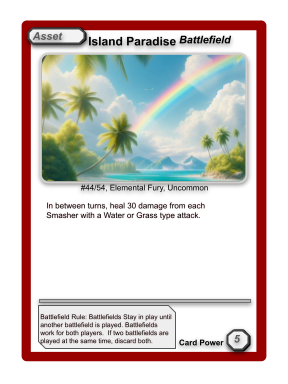 Asset
Island Paradise Battlefield
#44/54, Elemental Fury, Uncommon
In between turns, heal 30 damage from each
Smasher with a Water or Grass type attack.
Battlefield Rule: Battlefields Stay in play until
another battlefield is played. Battlefields
work for both players. If two battlefields are
played at the same time, discard both.
Card Power 5